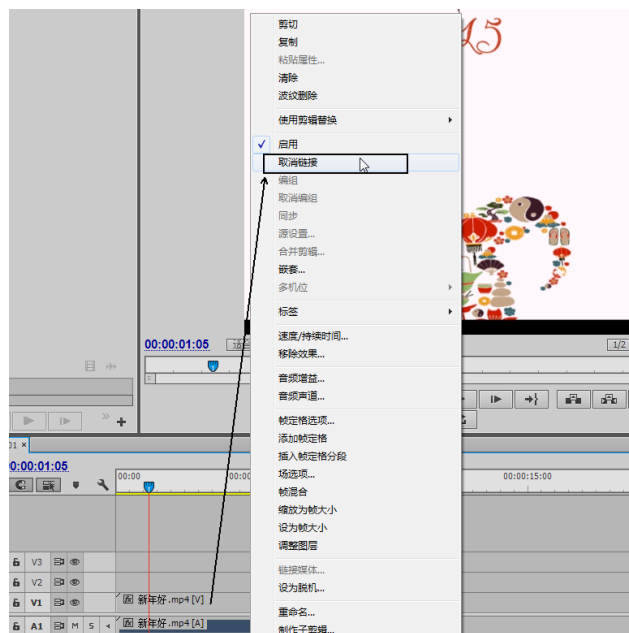 剪切
复制
粘贴属性...
清除
波纹删除
使用剪辑替换
启用
取消链接
编组
取消编组
同步
源设置...
合并剪辑...
嵌套...
多机位
标签
速度/持续时间...
移除效果...
音频增益...
音频声道...
帧定格选项...
添加帧定格
插入帧定格分段
场选项...
帧混合
缩放为帧大小
设为帧大小
调整图层
链接媒体...
设为脱机...
重命名...
制作子剪辑...
15
00:00:01:05
1/2
01 ×
0:00:01:05
00:00
00:00
00:00:15:00
V3
V2
V1
新年好.mp4 [V]
A1 M S
新年好.mp4 [A]